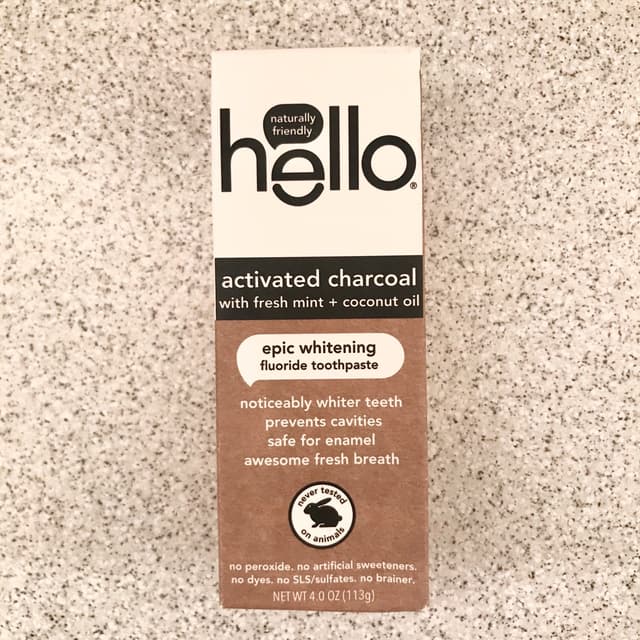 naturally
friendly
hello®
activated charcoal
with fresh mint + coconut oil
epic whitening
fluoride toothpaste
noticeably whiter teeth
prevents cavities
safe for enamel
awesome fresh breath
never tested
on animals
no peroxide. no artificial sweeteners.
no dyes. no SLS/sulfates. no brainer.
NET WT 4.0 OZ (113g)